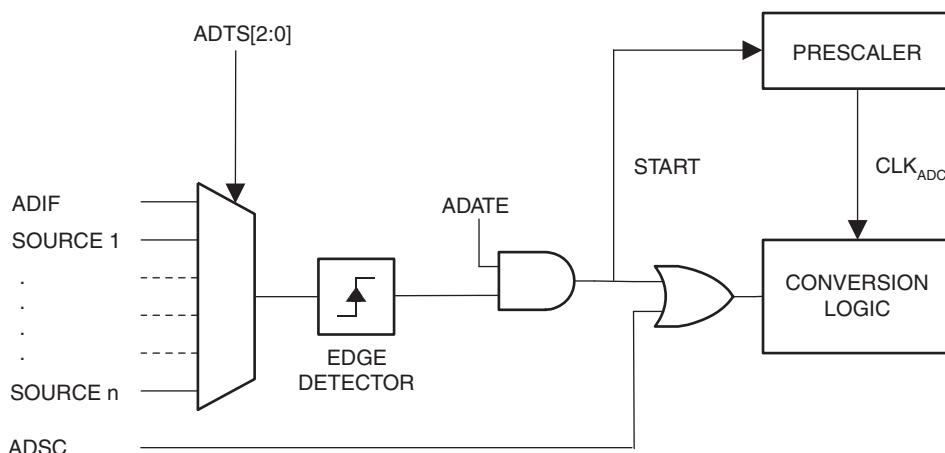 ADTS[2:0]
PRESCALER
START
CLKADC
ADIF
ADATE
SOURCE 1
.
.
.
.
CONVERSION
LOGIC
EDGE
DETECTOR
SOURCE n
ADSC